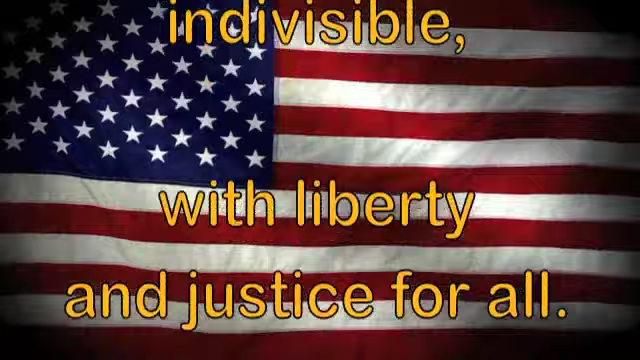 indivisible,
with liberty
and justice for all.